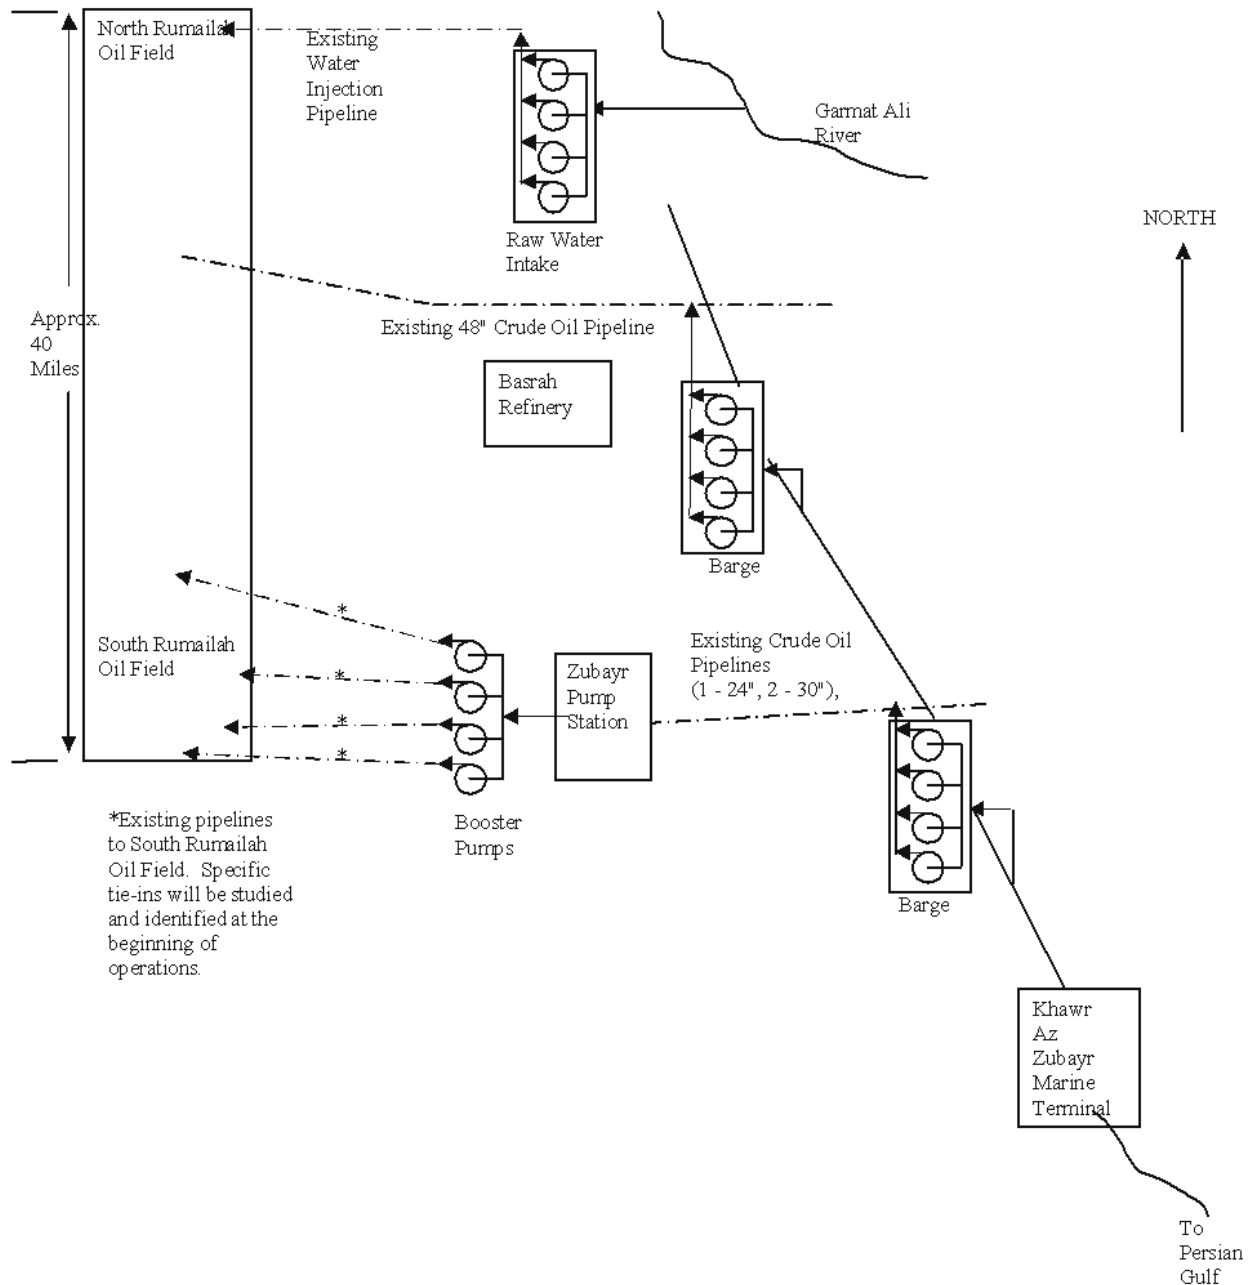 North Rumailah
Oil Field
Existing
Water
Injection
Pipeline
Garmat Ali
River
NORTH
Raw Water
Intake
Approx.
40
Miles
Existing 48" Crude Oil Pipeline
Basrah
Refinery
Barge
*
South Rumailah
Oil Field
*
*
*
Zubayr
Pump
Station
Existing Crude Oil
Pipelines
(1 - 24", 2 - 30"),
*Existing pipelines
to South Rumailah
Oil Field. Specific
tie-ins will be studied
and identified at the
beginning of
operations.
Booster
Pumps
Barge
Khawr
Az
Zubayr
Marine
Terminal
To
Persian
Gulf